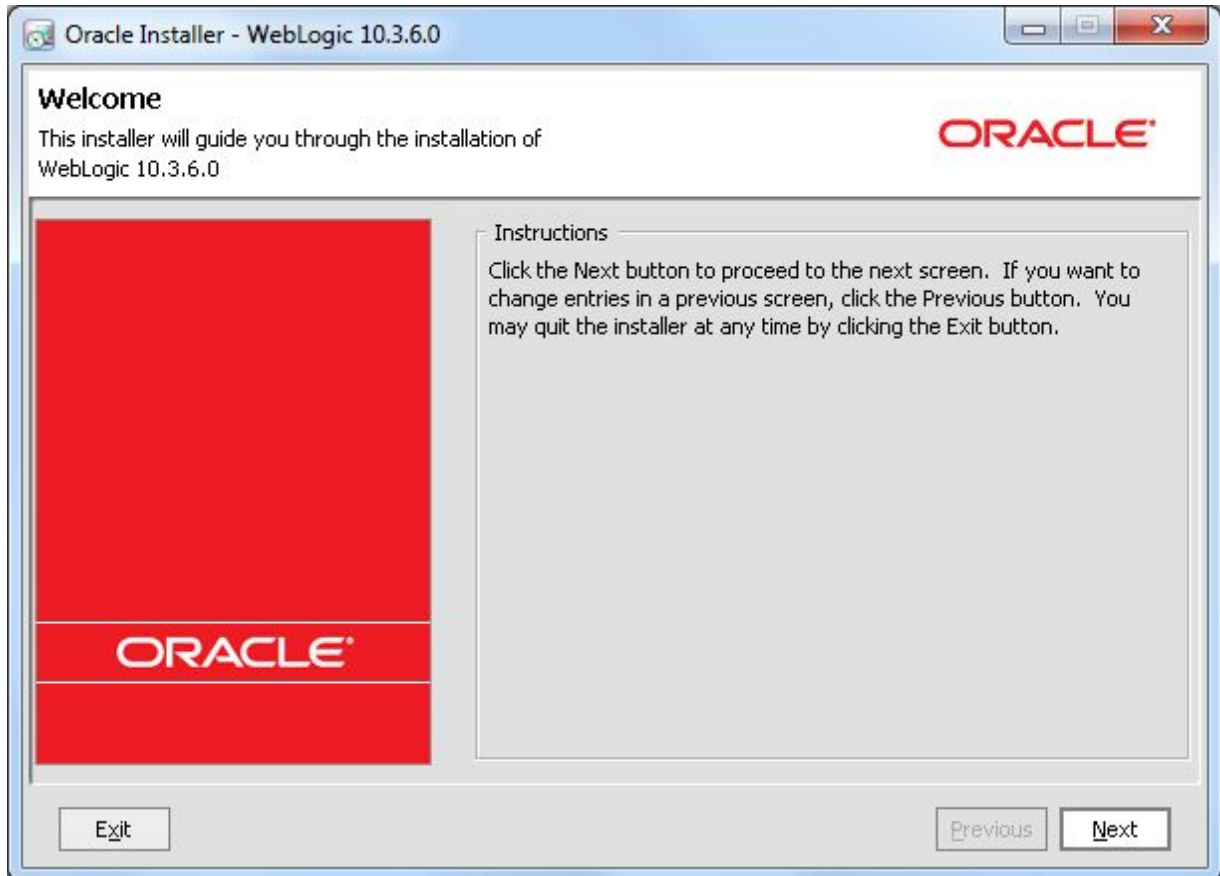 Oracle Installer - WebLogic 10.3.6.0
Welcome
This installer will guide you through the installation of
WebLogic 10.3.6.0
ORACLE
Instructions
Click the Next button to proceed to the next screen. If you want to
change entries in a previous screen, click the Previous button. You
may quit the installer at any time by clicking the Exit button.
ORACLE
Exit
Previous
Next